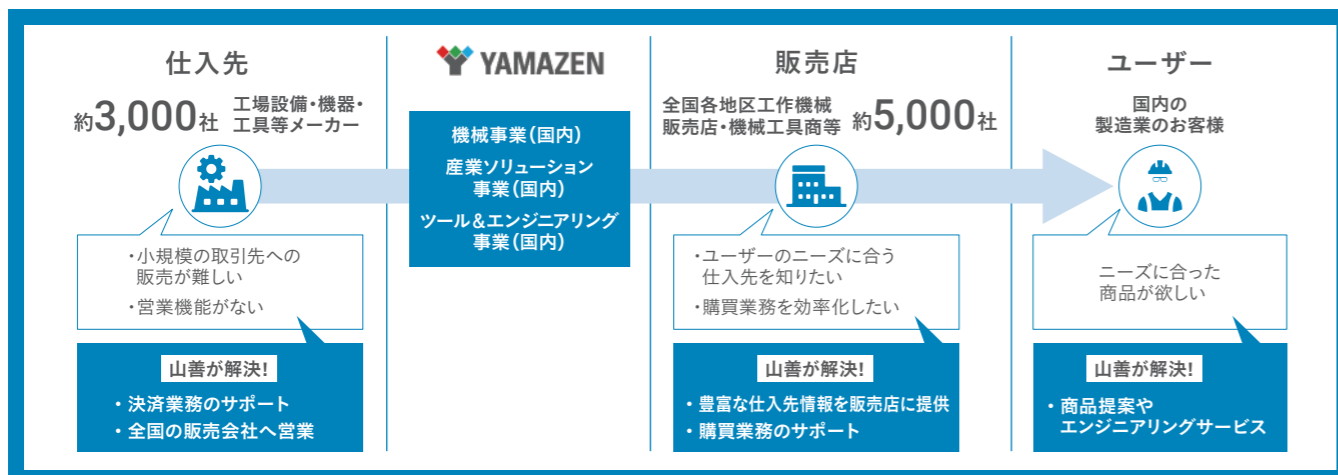 仕入先
約3,000社
工場設備・機器・
工具等メーカー
・小規模の取引先への
販売が難しい
・営業機能がない
山善が解決!
・決済業務のサポート
・全国の販売会社へ営業
YAMAZEN
機械事業(国内)
産業ソリューション
事業(国内)
ツール&エンジニアリング
事業(国内)
販売店
全国各地区工作機械
販売店・機械工具商等
約5,000社
・ユーザーのニーズに合う
仕入先を知りたい
・購買業務を効率化したい
山善が解決!
・豊富な仕入先情報を販売店に提供
・購買業務のサポート
ユーザー
国内の
製造業のお客様
ニーズに合った
商品が欲しい
山善が解決!
・商品提案や
エンジニアリングサービス